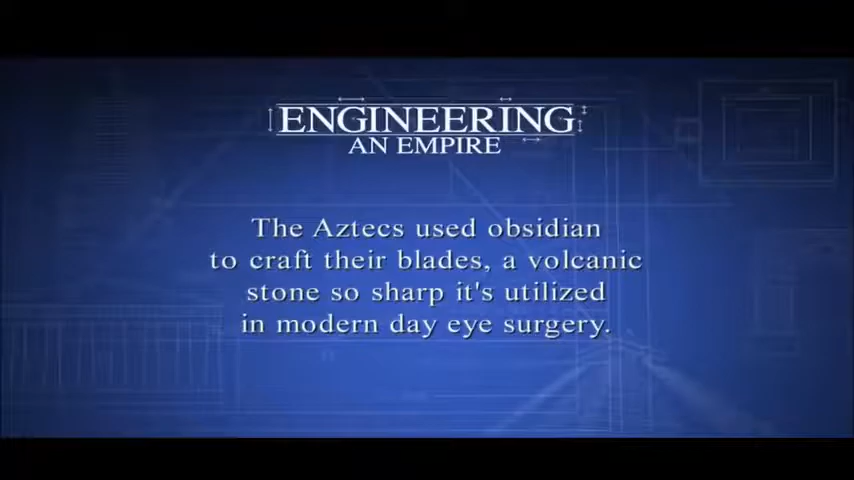 ENGINEERING
AN EMPIRE
The Aztecs used obsidian
to craft their blades, a volcanic
stone so sharp it's utilized
in modern day eye surgery.